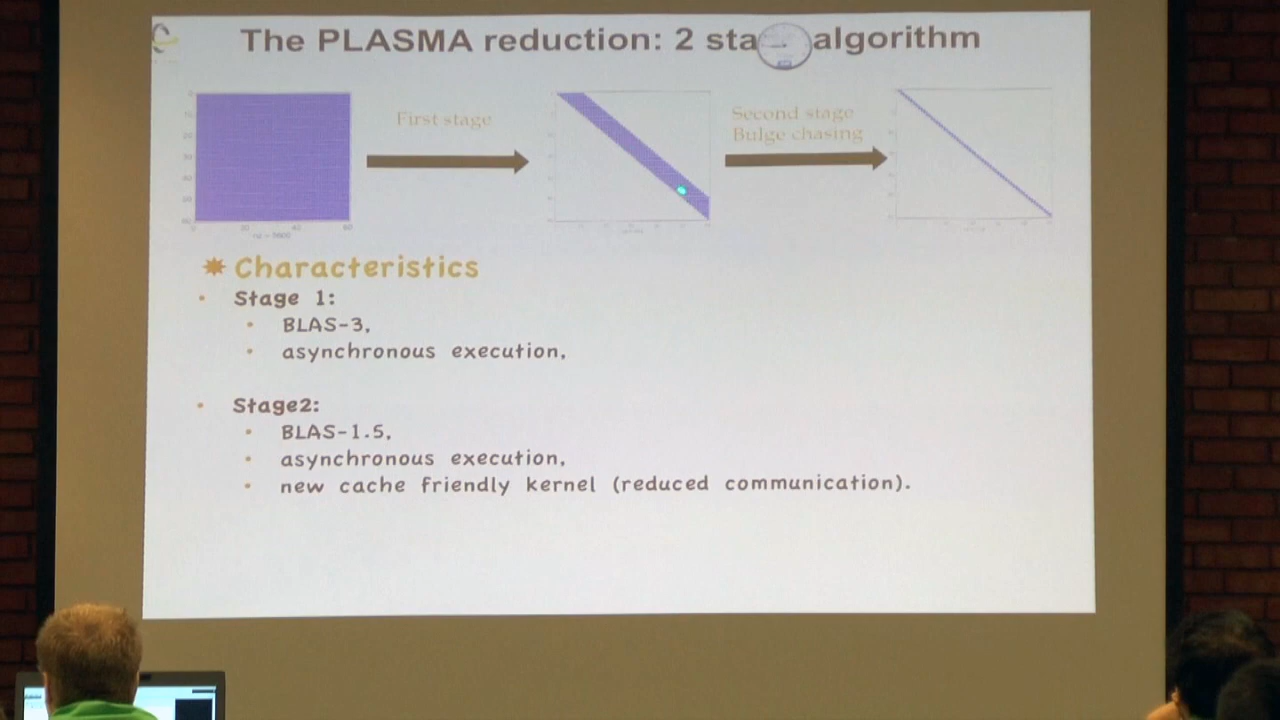 The PLASMA reduction: 2 sta algorithm
First stage
Second stage
Bulge chasing
Characteristics
Stage 1:
BLAS-3,
asynchronous execution,
Stage2:
BLAS-1.5,
asynchronous execution,
new cache friendly kernel (reduced communication).